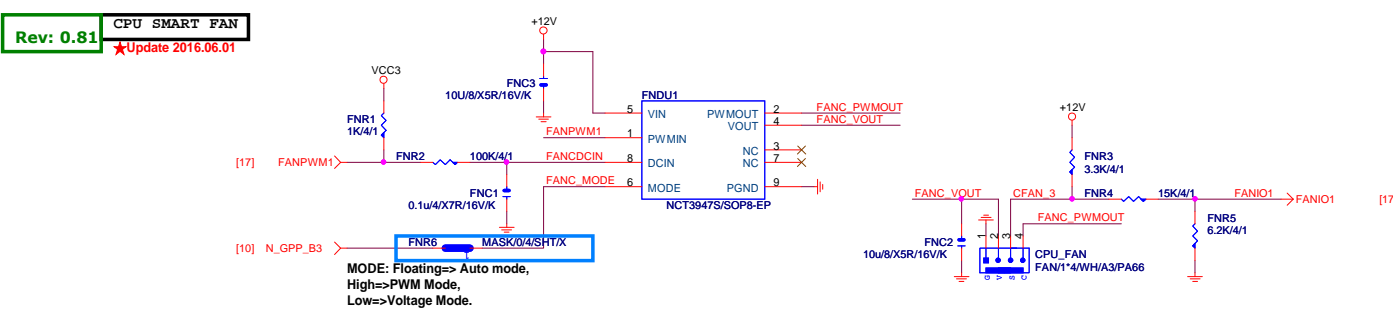 Rev: 0.81
CPU SMART FAN
★Update 2016.06.01
+12V
VCC3
FNC3
10U/8/X5R/16V/K
FNR1
1K/4/1
FNDU1
5
VIN
PWMOUT
2
FANC_PWMOUT
VOUT
4
FANC_VOUT
FANPWM1
1
PWMIN
NC
3
[17]
FANPWM1
FNR2
100K/4/1
FANCDCIN
8
DCIN
NC
7
FANC_MODE
6
MODE
PGND
9
NCT3947S/SOP8-EP
FNC1
0.1u/4/X7R/16V/K
[10]
N_GPP_B3
FNR6
MASK/0/4/SHT/X
MODE: Floating=> Auto mode,
High=>PWM Mode,
Low=>Voltage Mode.
+12V
FNR3
3.3K/4/1
FANC_VOUT
CFAN_3
FNR4
15K/4/1
FANIO1
FANIO1
[17
FANC_PWMOUT
FNR5
6.2K/4/1
FNC2
10u/8/X5R/16V/K
1
2
3
4
CPU_FAN
FAN/1*4/WH/A3/PA66
G
V
S
C